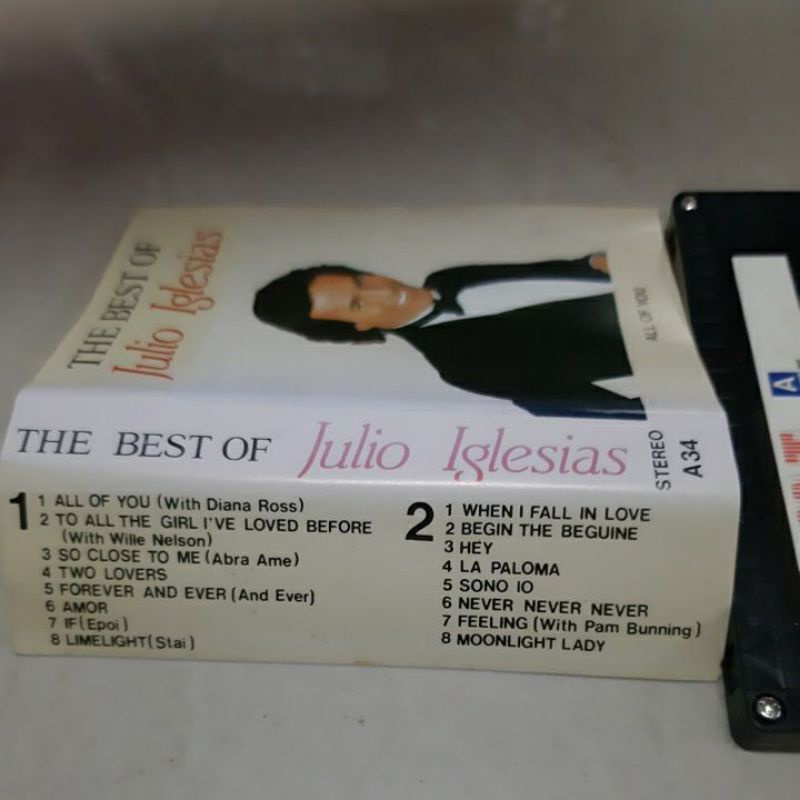 THE BEST OF
Julio Iglesias
ALL OF YOU
THE BEST OF Julio Iglesias
STEREO
A34
1
1 ALL OF YOU (With Diana Ross)
2 TO ALL THE GIRL I'VE LOVED BEFORE
(With Wille Nelson)
3 SO CLOSE TO ME (Abra Ame)
4 TWO LOVERS
5 FOREVER AND EVER (And Ever)
6 AMOR
7 IF (Epoi)
8 LIMELIGHT (Stai)
2
1 WHEN I FALL IN LOVE
2 BEGIN THE BEGUINE
3 HEY
4 LA PALOMA
5 SONO IO
6 NEVER NEVER NEVER
7 FEELING (With Pam Bunning)
8 MOONLIGHT LADY
A